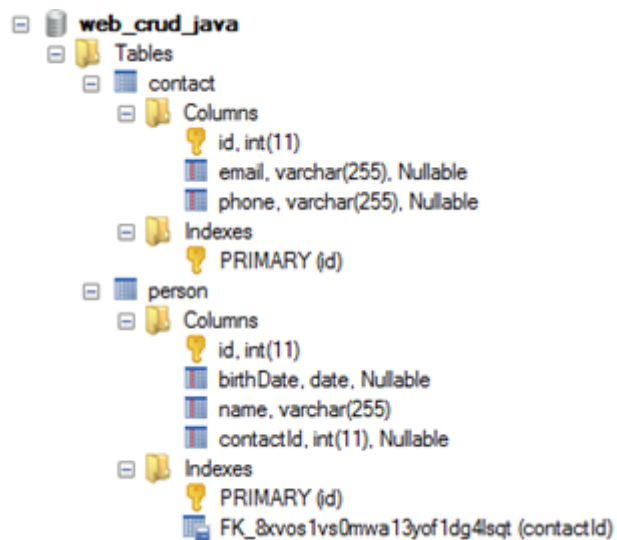 web_crud_java
Tables
contact
Columns
id, int(11)
email, varchar(255), Nullable
phone, varchar(255), Nullable
Indexes
PRIMARY (id)
person
Columns
id, int(11)
birthDate, date, Nullable
name, varchar(255)
contactId, int(11), Nullable
Indexes
PRIMARY (id)
FK_8xvos1vs0mwa13yof1dg4lsqt (contactId)